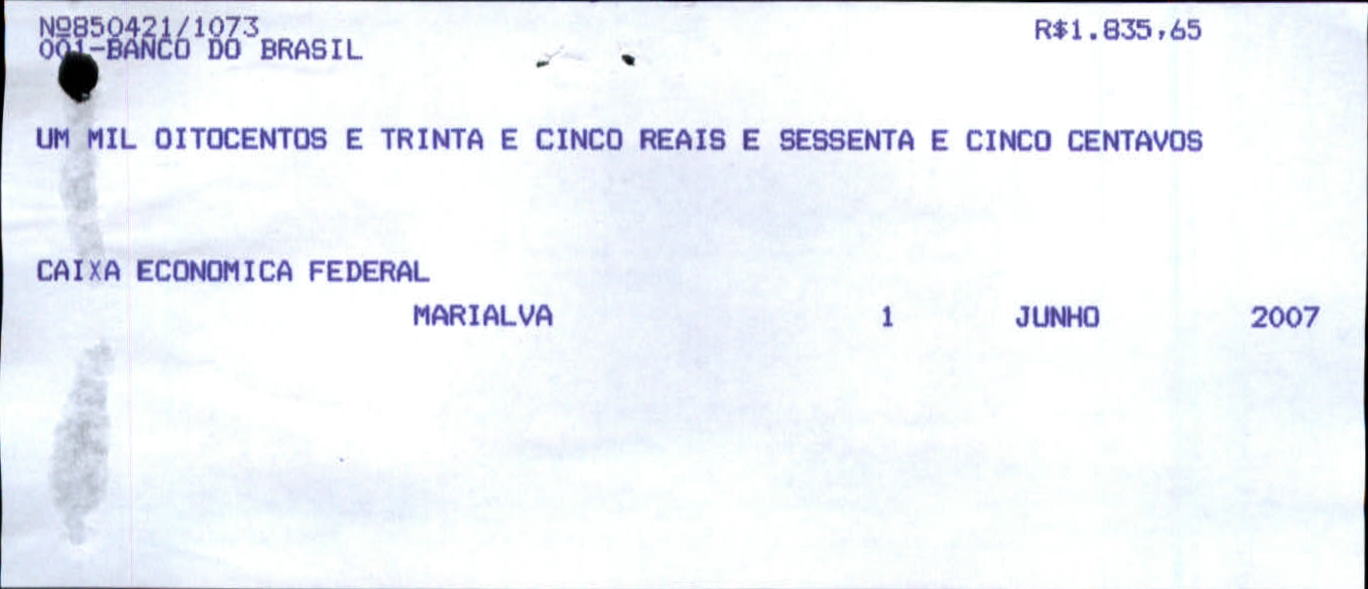 Nº850421/1073 R$1.835,65
001-BANCO DO BRASIL
UM MIL OITOCENTOS E TRINTA E CINCO REAIS E SESSENTA E CINCO CENTAVOS
CAIXA ECONOMICA FEDERAL
MARIALVA 1 JUNHO 2007